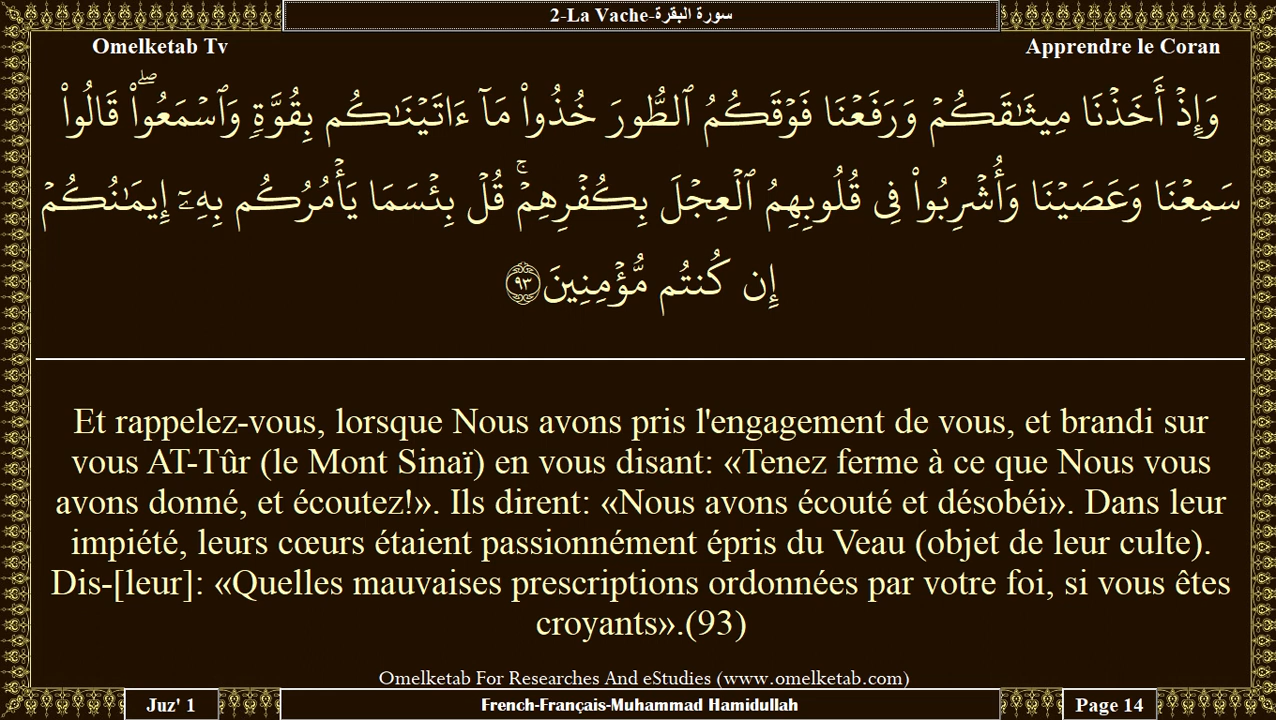 2-La Vache-سورة البقرة
Omelketab Tv
Apprendre le Coran
وَإِذۡ أَخَذۡنَا مِيثَٰقَكُمۡ وَرَفَعۡنَا فَوۡقَكُمُ ٱلطُّورَ خُذُواْ مَآ ءَاتَيۡنَٰكُم بِقُوَّةٖ وَٱسۡمَعُواْۖ قَالُواْ
سَمِعۡنَا وَعَصَيۡنَا وَأُشۡرِبُواْ فِي قُلُوبِهِمُ ٱلۡعِجۡلَ بِكُفۡرِهِمۡۚ قُلۡ بِئۡسَمَا يَأۡمُرُكُم بِهِۦٓ إِيمَٰنُكُمۡ
إِن كُنتُم مُّؤۡمِنِينَ ٩٣
Et rappelez-vous, lorsque Nous avons pris l'engagement de vous, et brandi sur
vous AT-Tûr (le Mont Sinaï) en vous disant: «Tenez ferme à ce que Nous vous
avons donné, et écoutez!». Ils dirent: «Nous avons écouté et désobéi». Dans leur
impiété, leurs cœurs étaient passionnément épris du Veau (objet de leur culte).
Dis-[leur]: «Quelles mauvaises prescriptions ordonnées par votre foi, si vous êtes
croyants».(93)
Omelketab For Researches And eStudies (www.omelketab.com)
Juz' 1
French-Français-Muhammad Hamidullah
Page 14